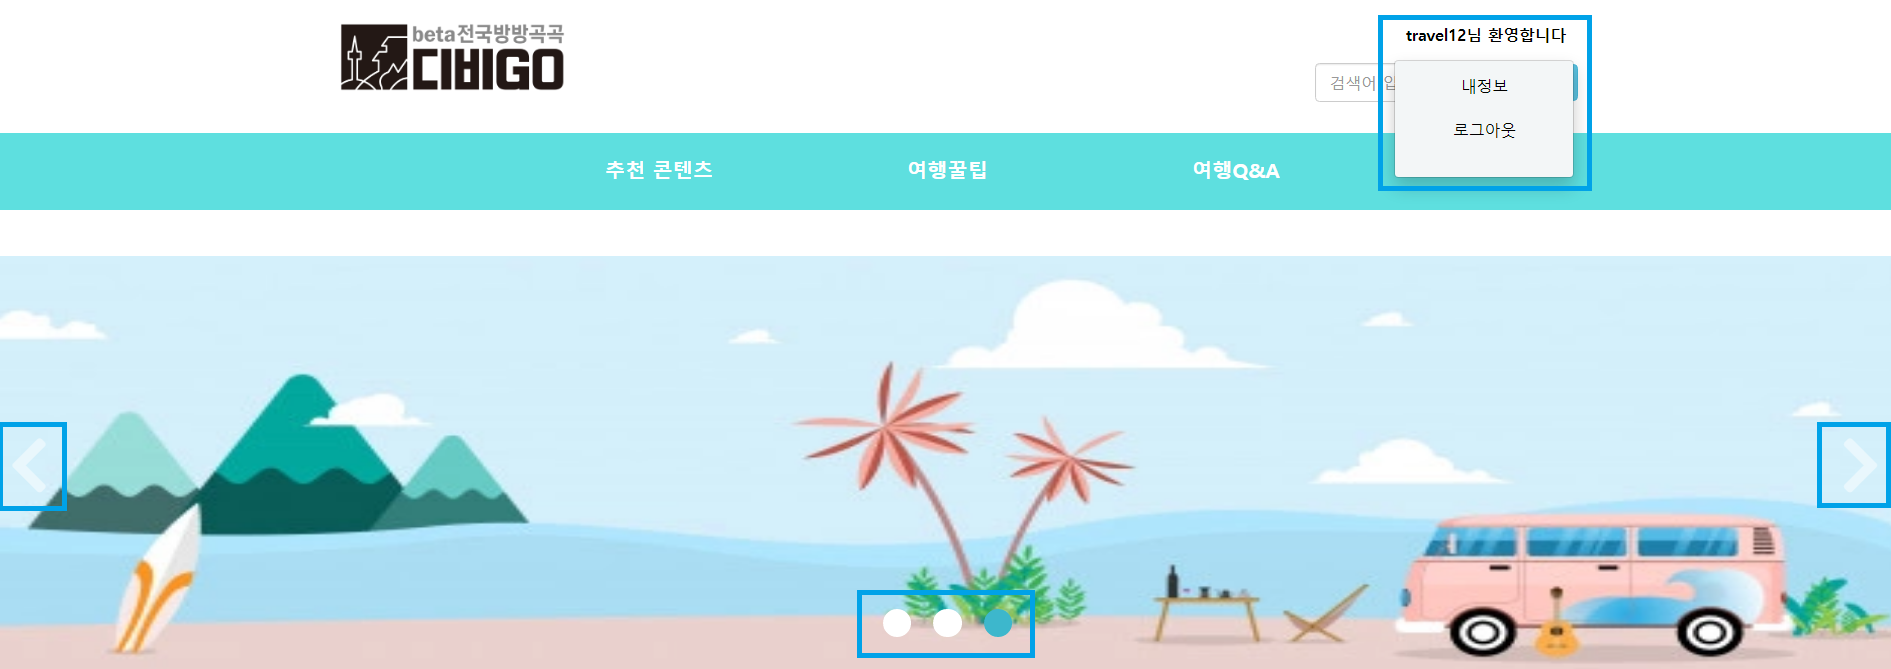 beta전국방방곡곡
CIBIGO
travel12님 환영합니다
검색어 입
내정보
로그아웃
추천 콘텐츠
여행꿀팁
여행Q&A